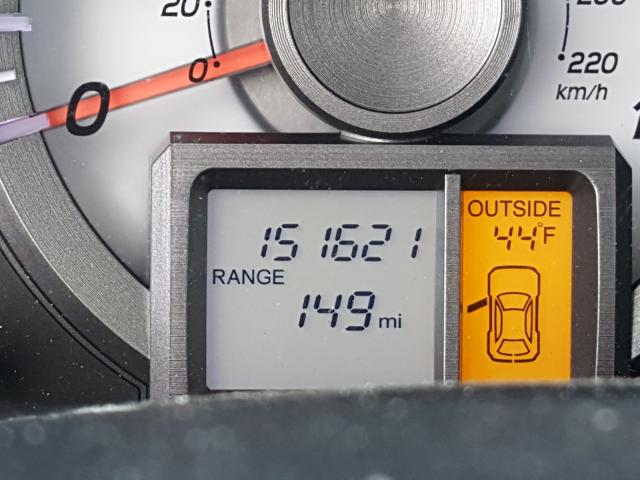 20
0
0
220
km/h
OUTSIDE
44°F
151621
RANGE
149 mi